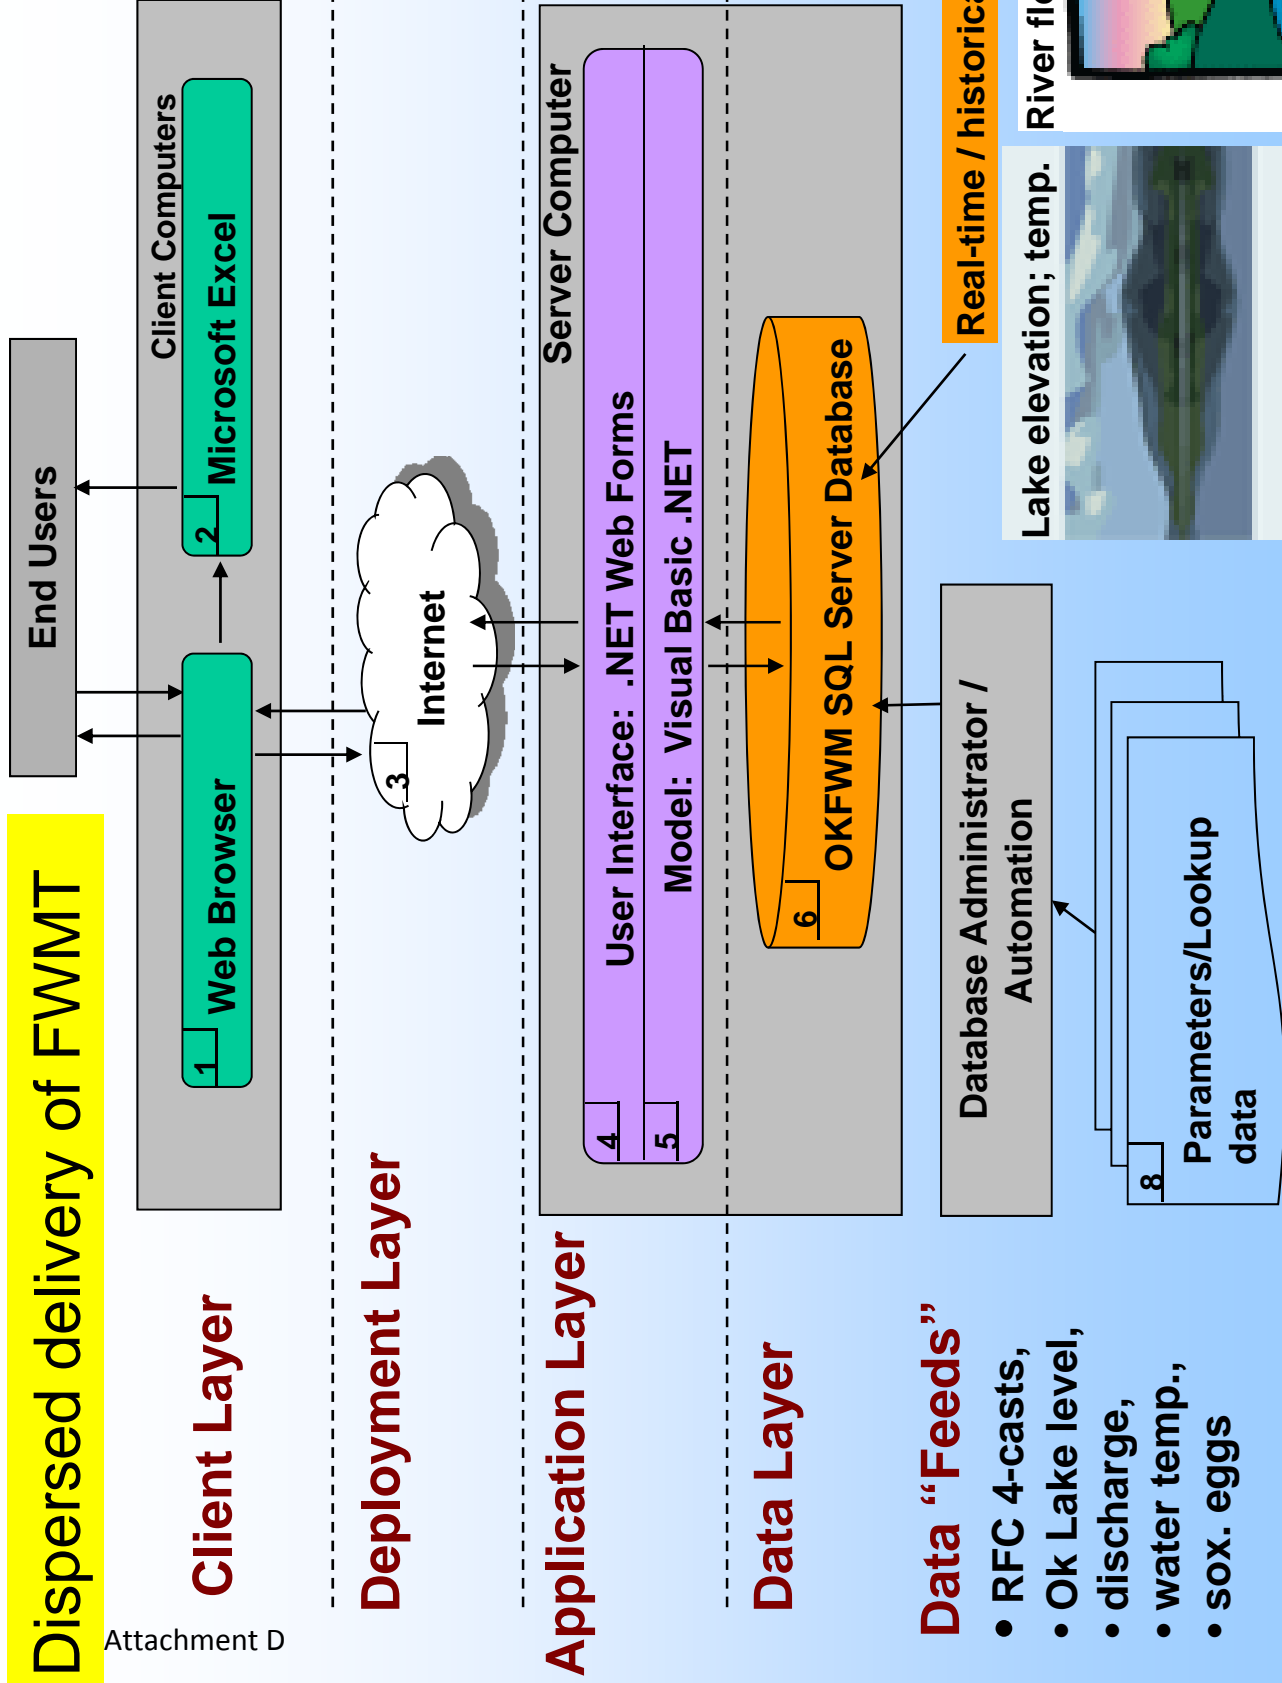 Dispersed delivery of FWMT
Attachment D
End Users
Client Layer
Client Computers
1
Web Browser
2
Microsoft Excel
Deployment Layer
3
Internet
Application Layer
Server Computer
4
User Interface: .NET Web Forms
5
Model: Visual Basic .NET
Data Layer
6
OKFWM SQL Server Database
Data “Feeds”
• RFC 4-casts,
• Ok Lake level,
• discharge,
• water temp.,
• sox. eggs
Database Administrator /
Automation
8
Parameters/Lookup
data
Real-time / historica
Lake elevation; temp.
River flo